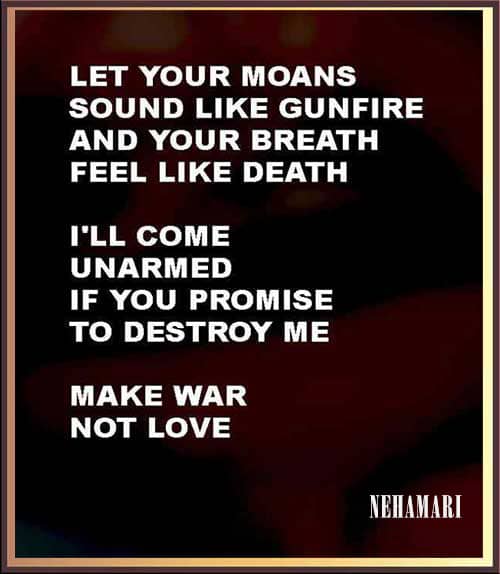 LET YOUR MOANS
SOUND LIKE GUNFIRE
AND YOUR BREATH
FEEL LIKE DEATH
I'LL COME
UNARMED
IF YOU PROMISE
TO DESTROY ME
MAKE WAR
NOT LOVE
NEHAMARI